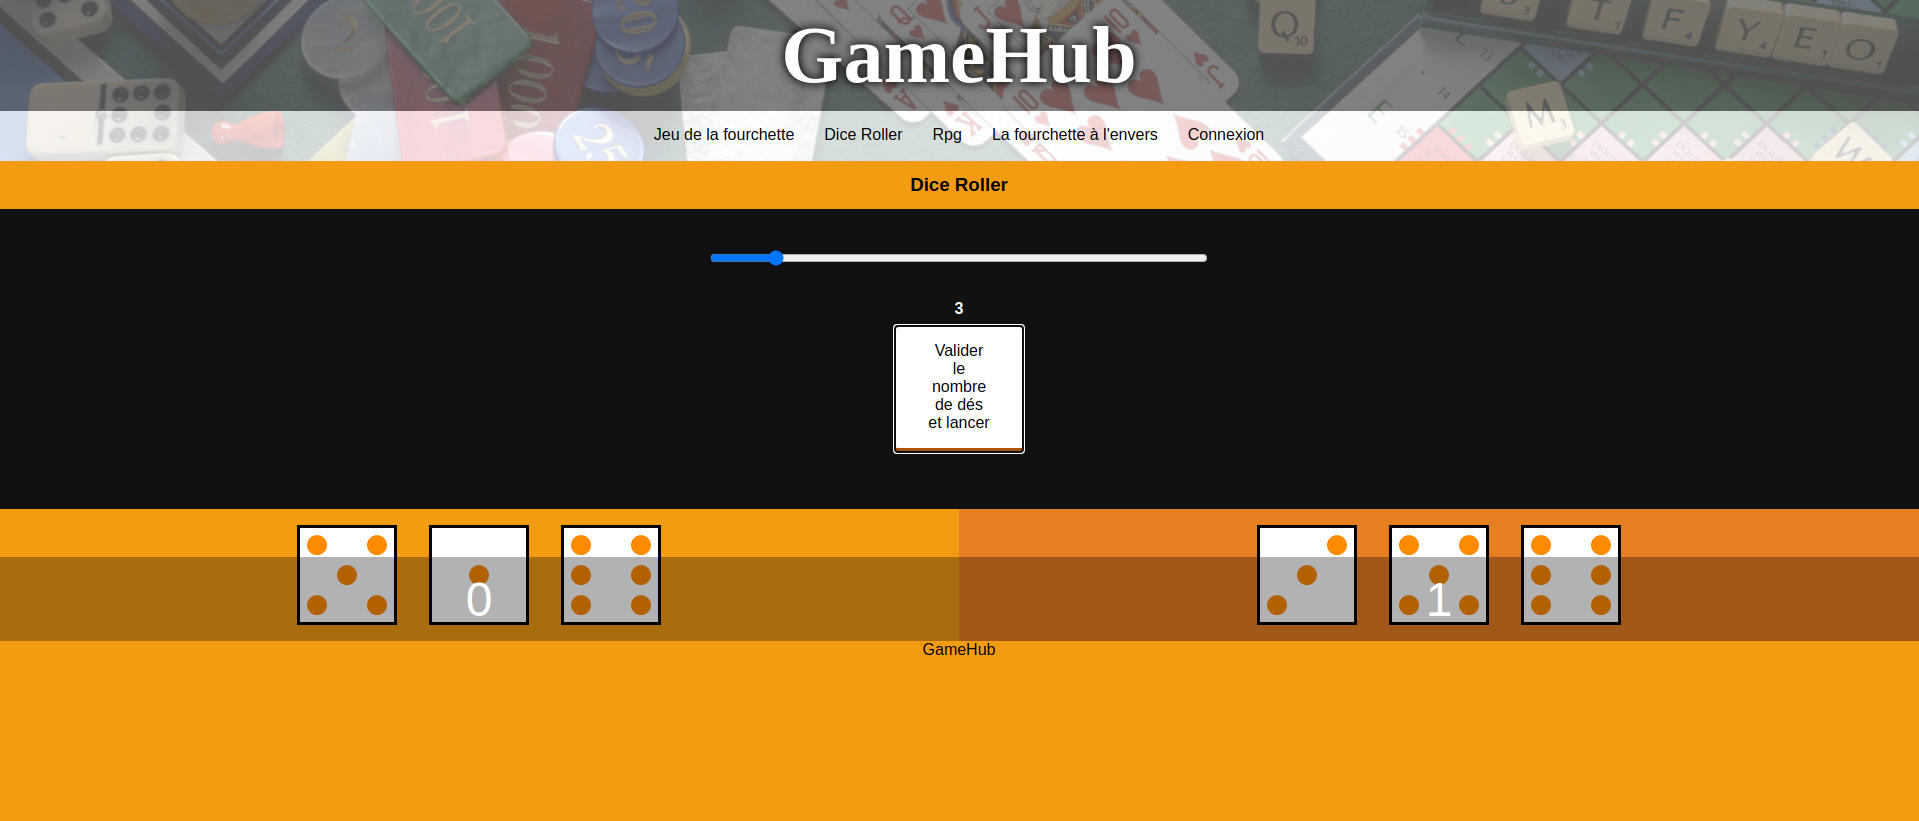 GameHub
Jeu de la fourchette Dice Roller Rpg La fourchette à l'envers Connexion
Dice Roller
3
Valider
le
nombre
de dés
et lancer
0 1
GameHub